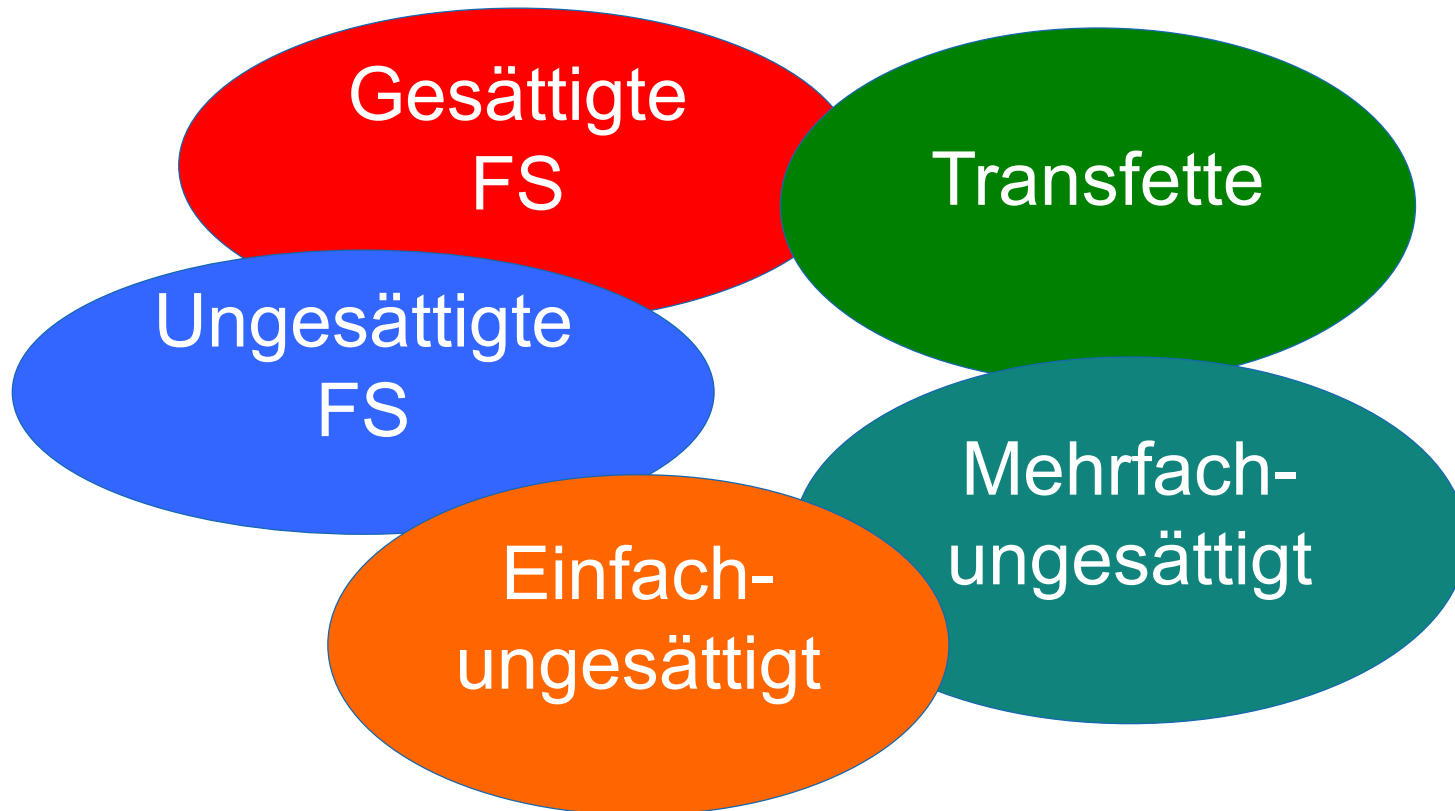 Gesättigte
FS
Transfette
Ungesättigte
FS
Mehrfach-
ungesättigt
Einfach-
ungesättigt